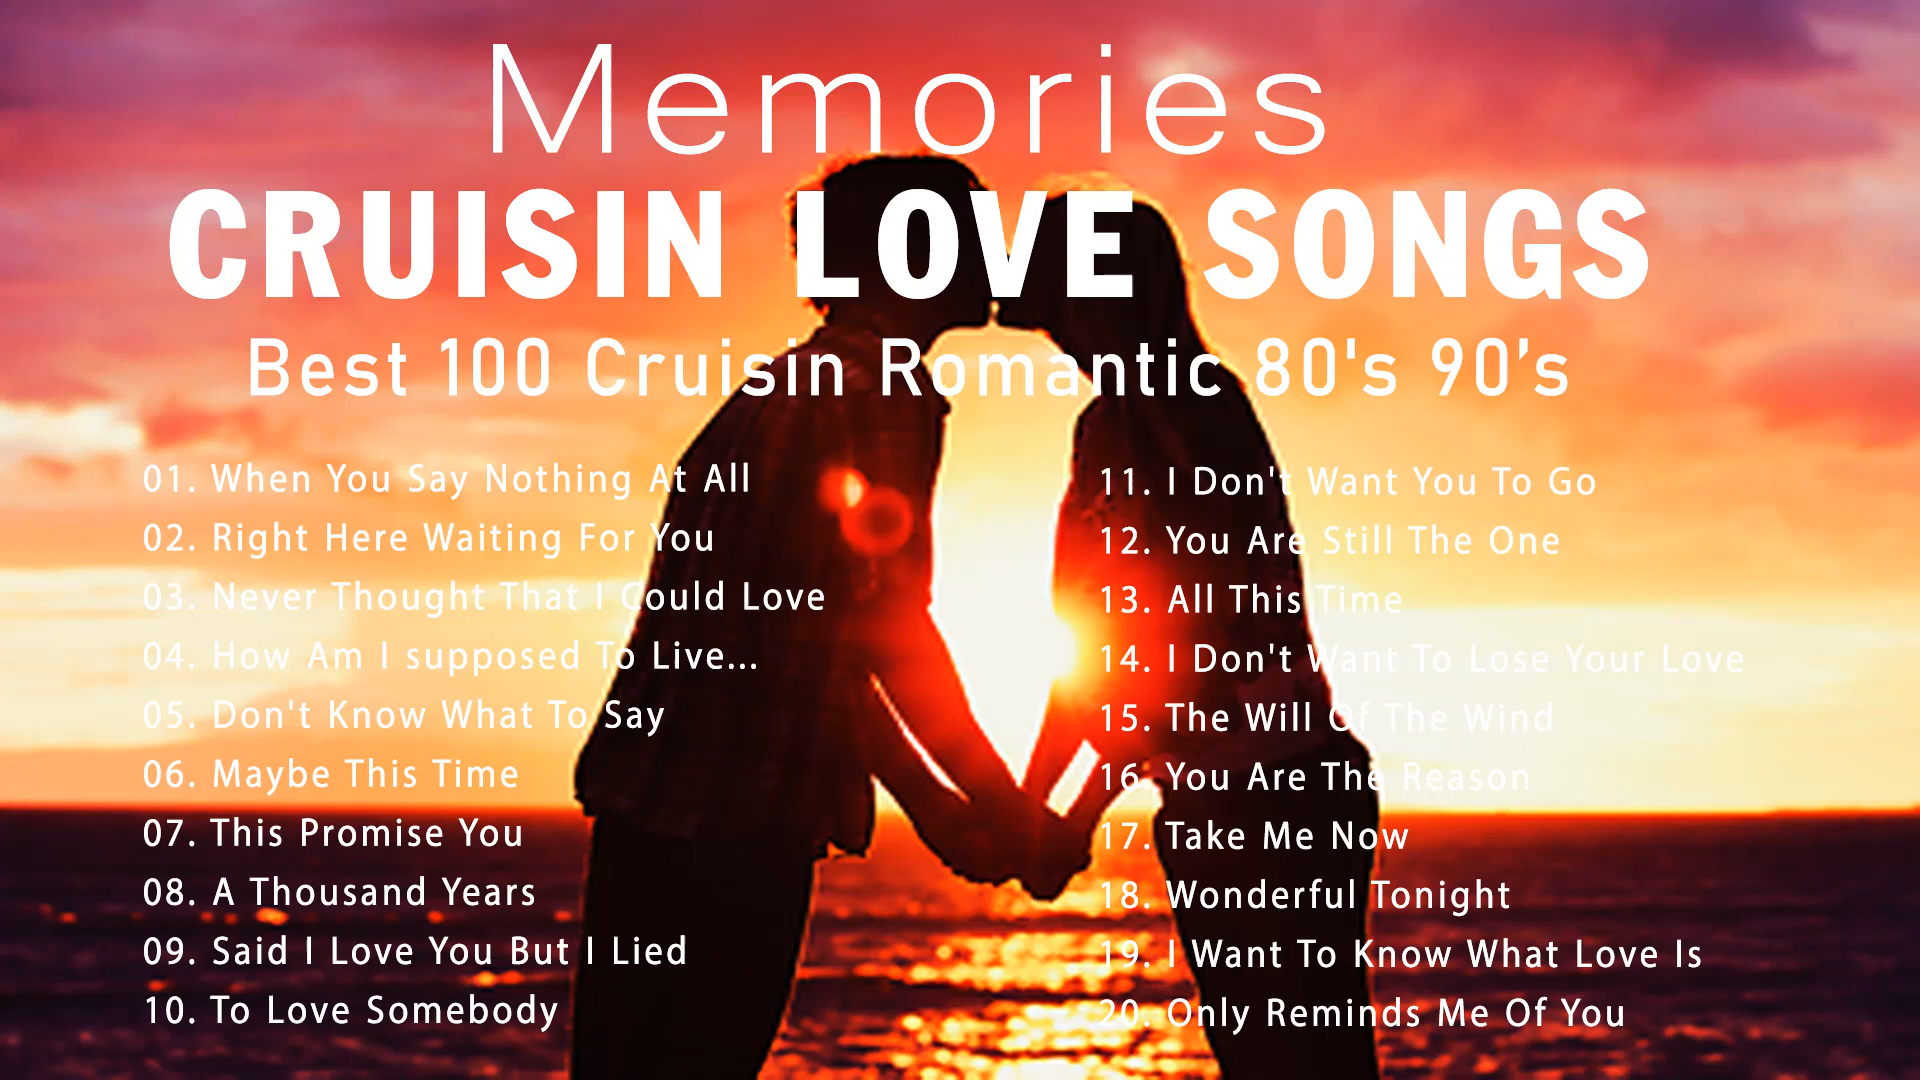 Memories
CRUISIN LOVE SONGS
Best 100 Cruisin Romantic 80's 90’s
01. When You Say Nothing At All
02. Right Here Waiting For You
03. Never Thought That I Could Love
04. How Am I supposed To Live...
05. Don't Know What To Say
06. Maybe This Time
07. This Promise You
08. A Thousand Years
09. Said I Love You But I Lied
10. To Love Somebody
11. I Don't Want You To Go
12. You Are Still The One
13. All This Time
14. I Don't Want To Lose Your Love
15. The Will Of The Wind
16. You Are The Reason
17. Take Me Now
18. Wonderful Tonight
19. I Want To Know What Love Is
20. Only Reminds Me Of You